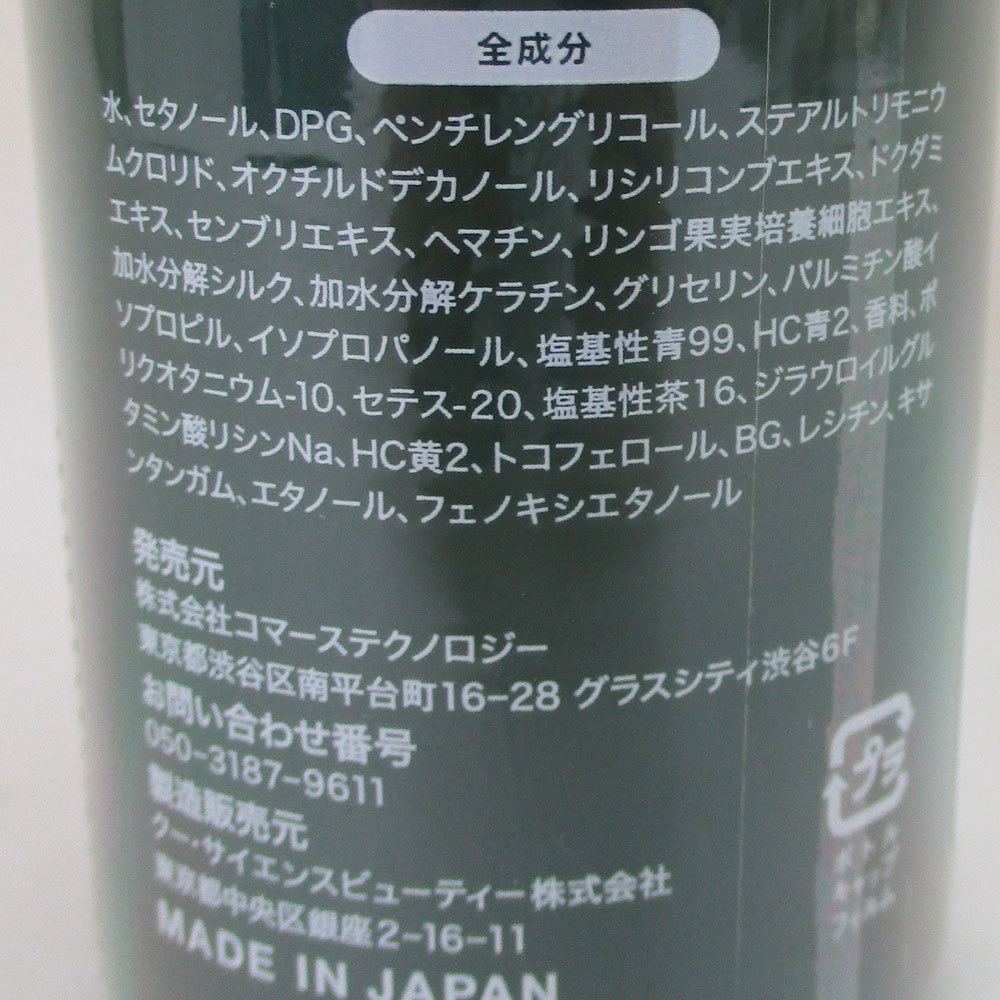 全成分
水、セタノール、DPG、ペンチレングリコール、ステアルトリモニウ
ムクロリド、オクチルドデカノール、リシリコンブエキス、ドクダミ
エキス、センブリエキス、ヘマチン、リンゴ果実培養細胞エキス、
加水分解シルク、加水分解ケラチン、グリセリン、パルミチン酸イ
ソプロピル、イソプロパノール、塩基性青99、HC青2、香料、ポ
リクオタニウム-10、セテス-20、塩基性茶16、ジラウロイルグル
タミン酸リシンNa、HC黄2、トコフェロール、BG、レシチン、キサ
ンタンガム、エタノール、フェノキシエタノール
発売元
株式会社コマーステクノロジー
東京都渋谷区南平台町16-28 グラスシティ渋谷6F
お問い合わせ番号
050-3187-9611
製造販売元
クー・サイエンスビューティー株式会社
東京都中央区銀座2-16-11
MADE IN JAPAN
プラ
ボトル